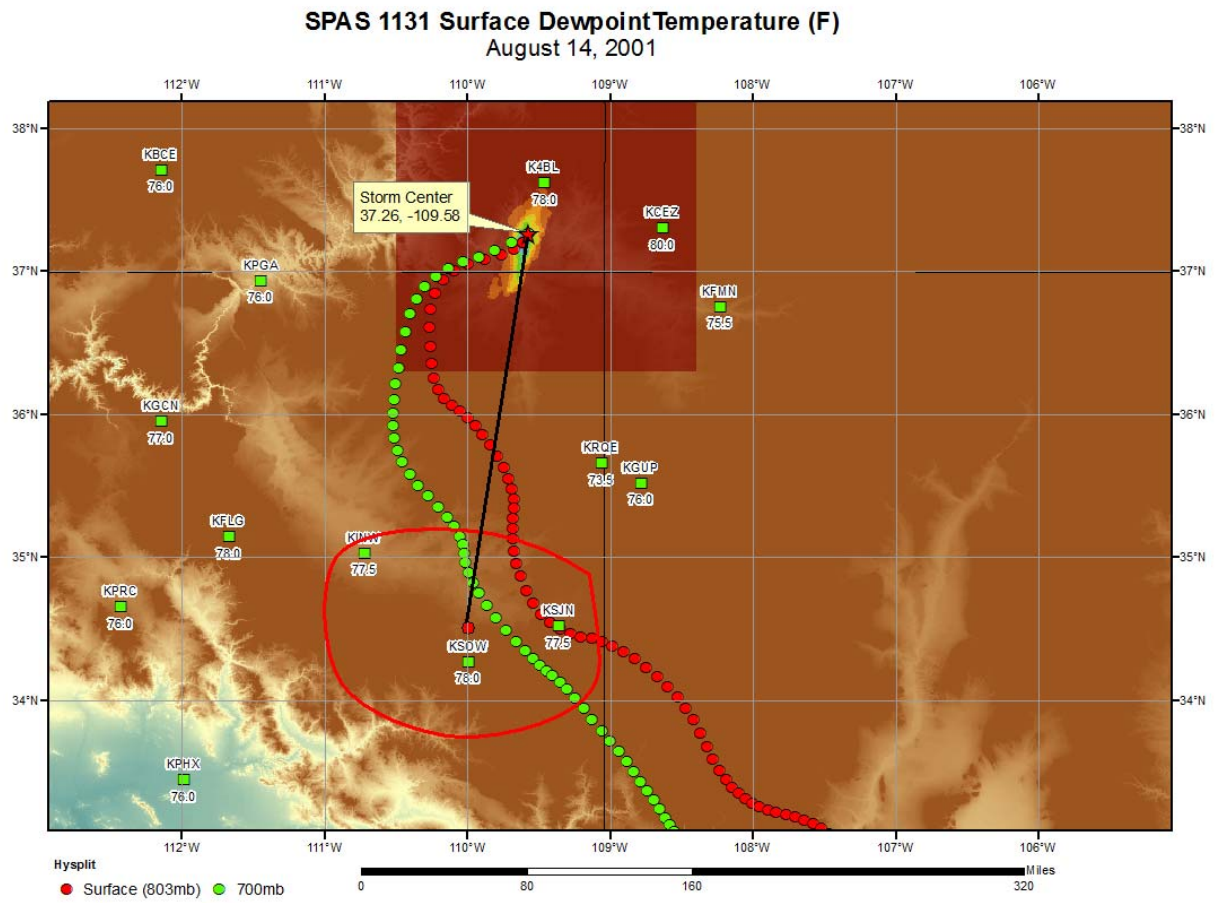 SPAS 1131 Surface Dewpoint Temperature (F)
August 14, 2001
112°W 111°W 110°W 109°W 108°W 107°W 106°W
38°N 38°N
KBCE
76.0
K4BL
78.0
Storm Center
37.26, -109.58
KCEZ
80.0
37°N 37°N
KPGA
76.0
KFMN
75.5
36°N 36°N
KGCN
77.0
KRQE
73.5
KGUP
76.0
KFLG
78.0
35°N 35°N
KINW
77.5
KPRC
76.0
KSJN
77.5
KSOW
78.0
34°N 34°N
KPHX
76.0
112°W 111°W 110°W 109°W 108°W 107°W 106°W
Hysplit
Surface (803mb) 700mb
Miles
0 80 160 320